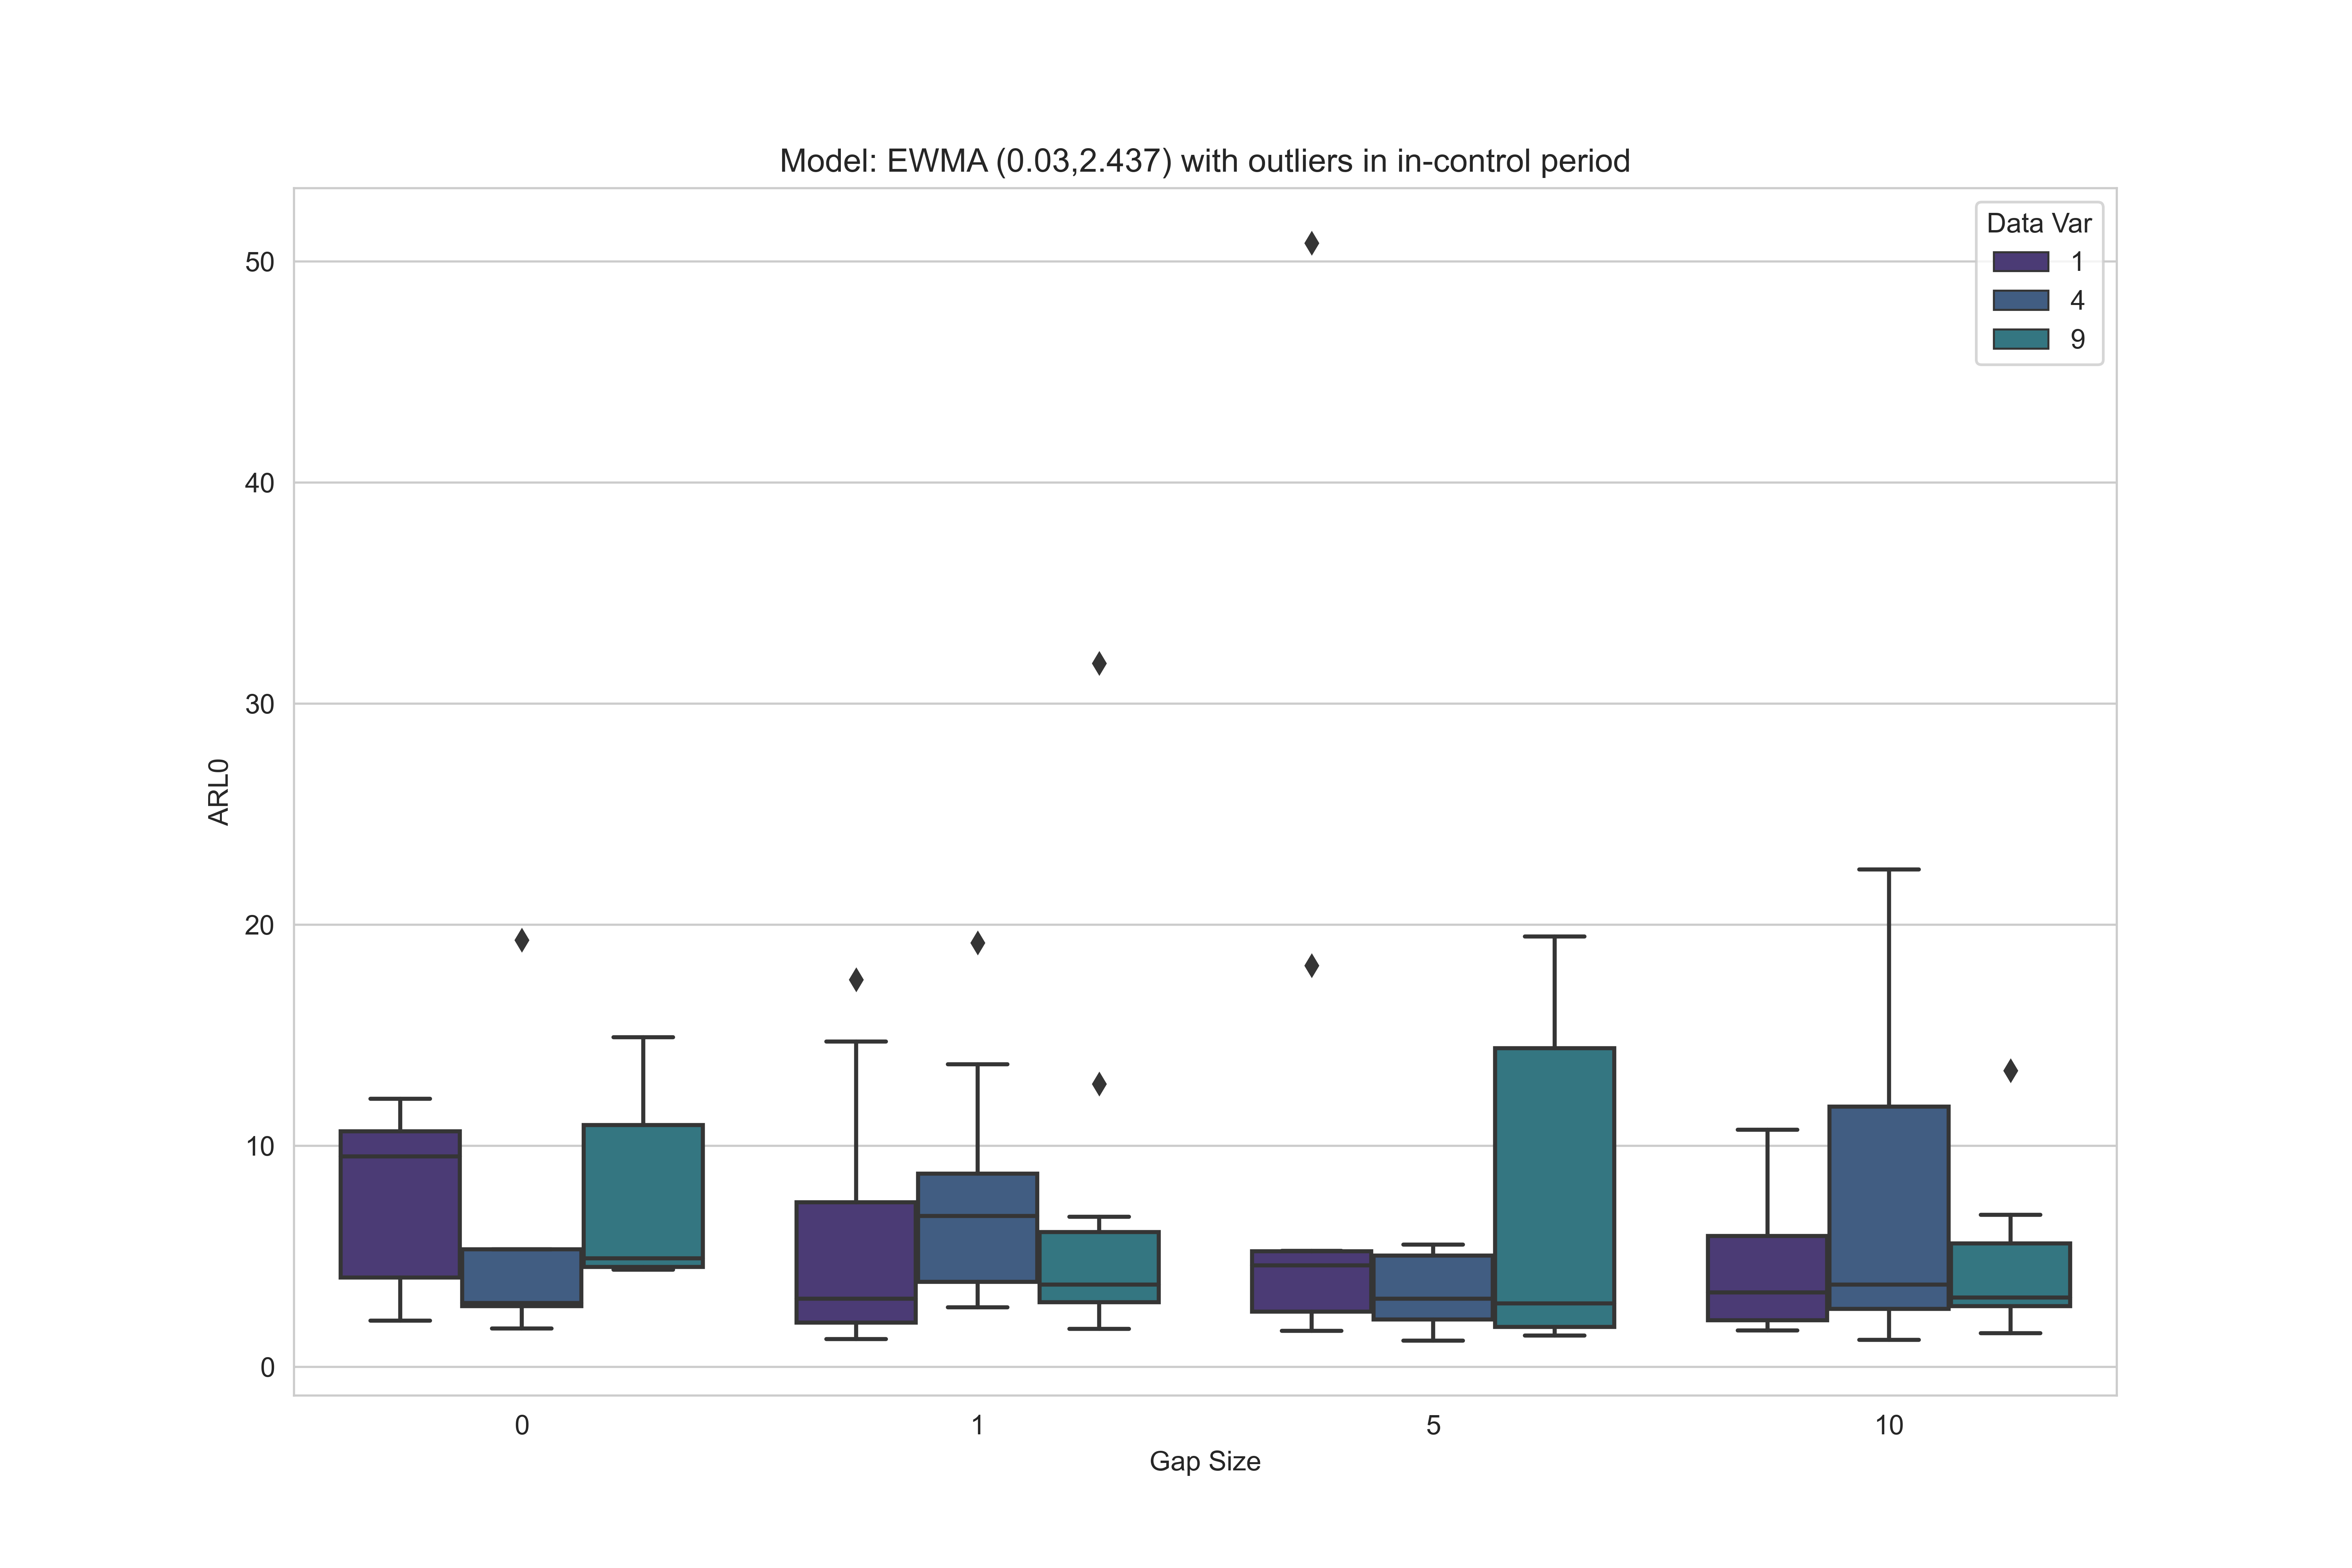 Model: EWMA (0.03,2.437) with outliers in in-control period
Data Var
1
4
9
50
40
30
20
10
0
ARL0
0 1 5 10
Gap Size